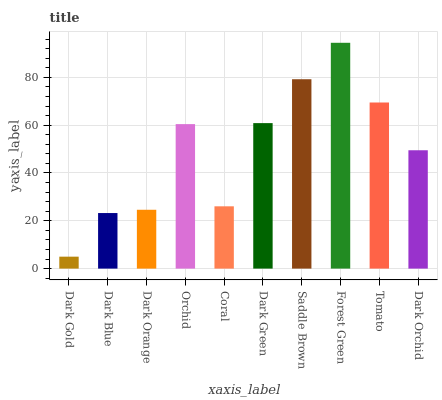 title
80
60
40
20
0
yaxis_label
Dark Gold
Dark Blue
Dark Orange
Orchid
Coral
Dark Green
Saddle Brown
Forest Green
Tomato
Dark Orchid
xaxis_label